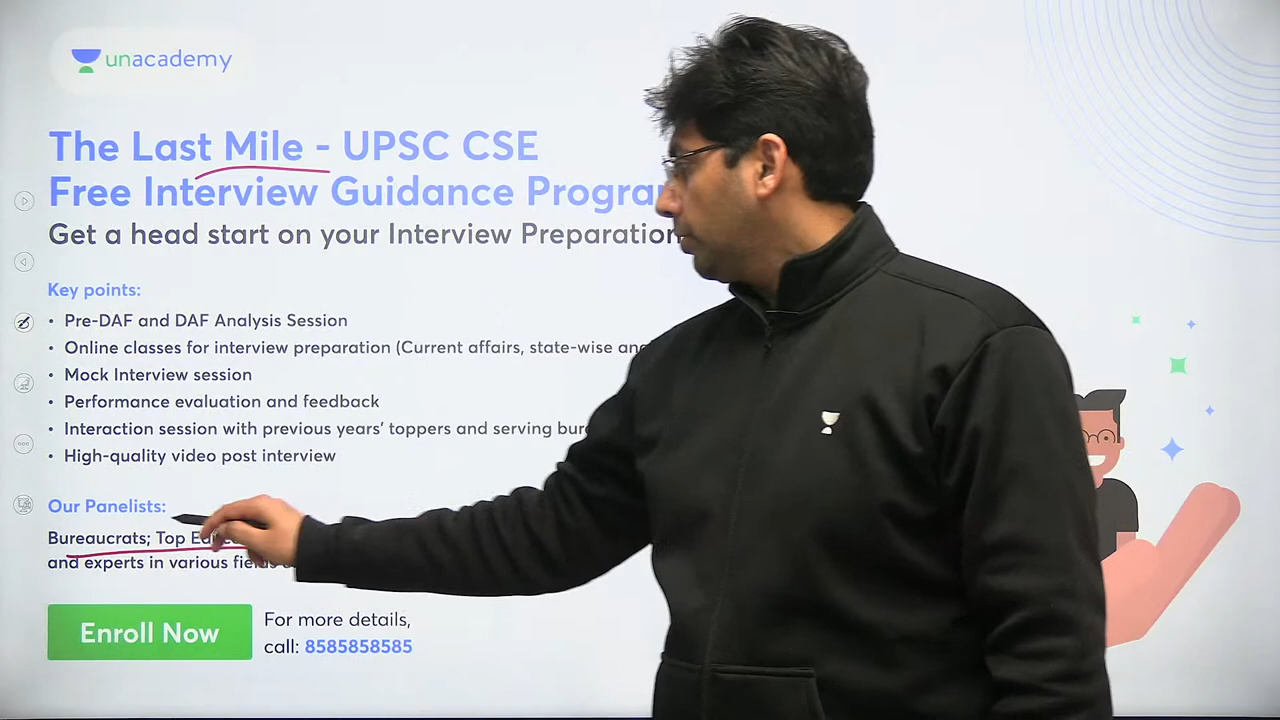 unacademy
The Last Mile - UPSC CSE
Free Interview Guidance
Get a head start on your Interview Preparation
Key points:
• Pre-DAF and DAF Analysis Session
• Online classes for interview preparation (Current affairs, state-wise
• Mock Interview session
• Performance evaluation and feedback
• Interaction session with previous years' toppers and serving
• High-quality video post interview
Our Panelists:
Bureaucrats; Top
and experts in various fields
Enroll Now
For more details,
call: 8585858585